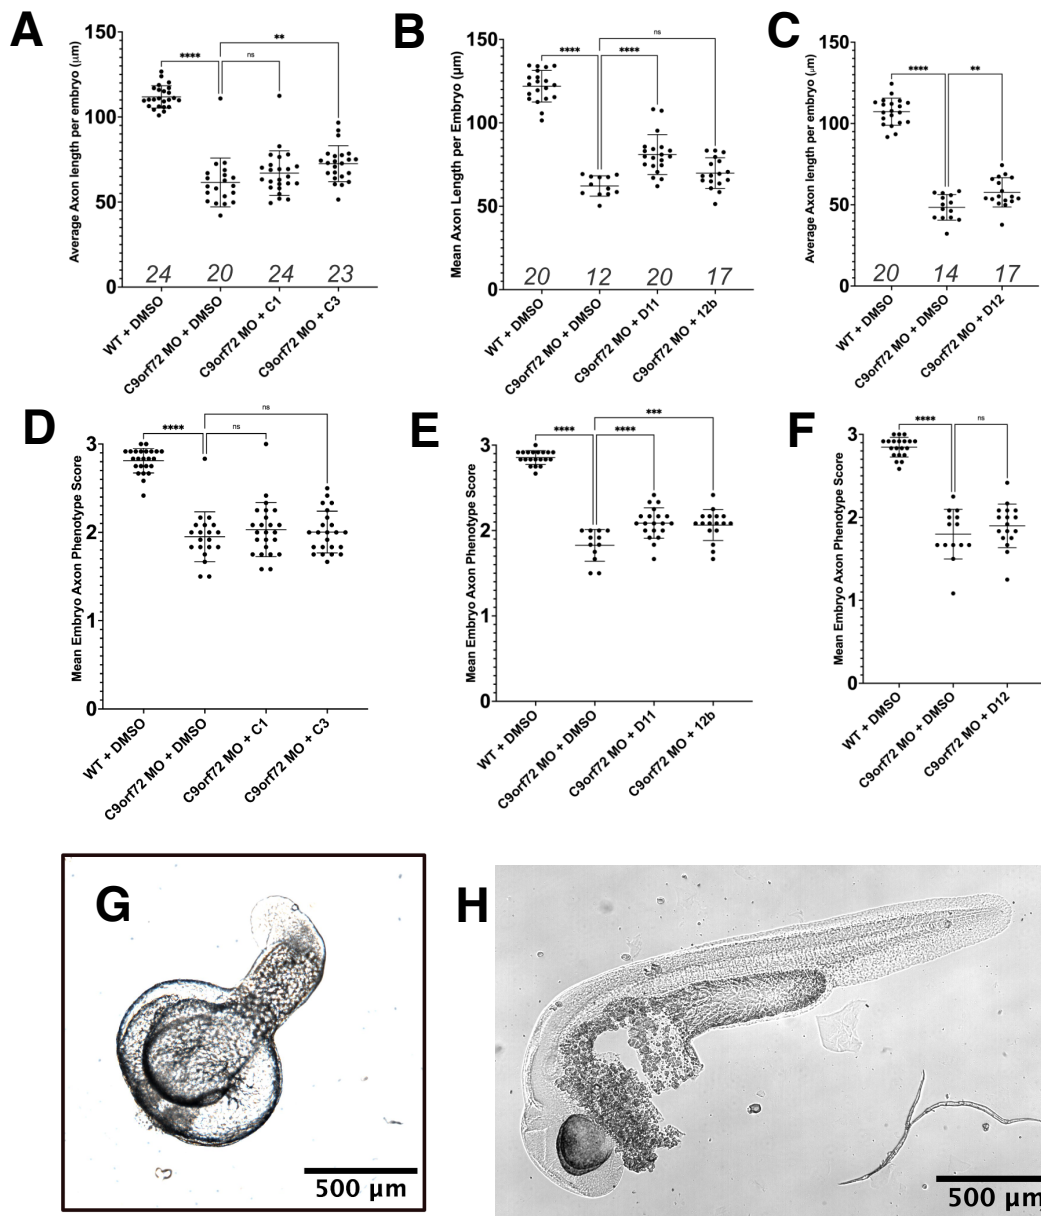 A
150
100
50
0
Average Axon length per embryo (μm)
****
ns
**
24
20
24
23
WT + DMSO
C9orf72 MO + DMSO
C9orf72 MO + C1
C9orf72 MO + C3
B
150
100
50
0
Mean Axon Length per Embryo (μm)
****
****
ns
20
12
20
17
WT + DMSO
C9orf72 MO + DMSO
C9orf72 MO + D11
C9orf72 MO + 12b
C
150
100
50
0
Average Axon length per embryo (μm)
****
**
20
14
17
WT + DMSO
C9orf72 MO + DMSO
C9orf72 MO + D12
D
3
2
1
0
Mean Embryo Axon Phenotype Score
****
ns
ns
WT + DMSO
C9orf72 MO + DMSO
C9orf72 MO + C1
C9orf72 MO + C3
E
3
2
1
0
Mean Embryo Axon Phenotype Score
****
****
***
WT + DMSO
C9orf72 MO + DMSO
C9orf72 MO + D11
C9orf72 MO + 12b
F
3
2
1
0
Mean Embryo Axon Phenotype Score
****
ns
WT + DMSO
C9orf72 MO + DMSO
C9orf72 MO + D12
G
500 μm
H
500 μm